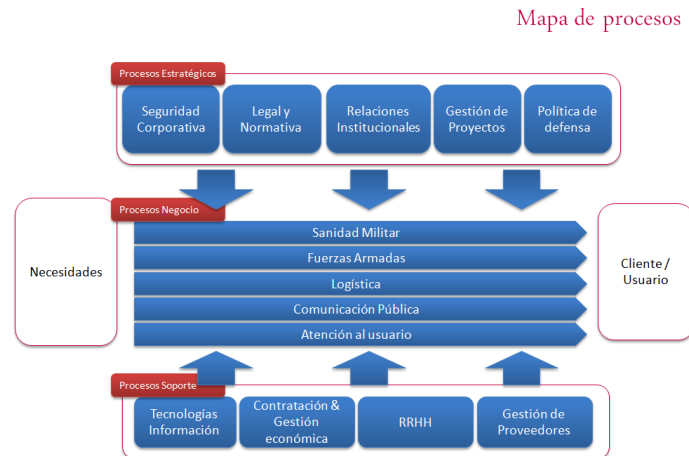 Mapa de procesos
Procesos Estratégicos
Seguridad
Corporativa
Legal y
Normativa
Relaciones
Institucionales
Gestión de
Proyectos
Política de
defensa
Procesos Negocio
Necesidades
Sanidad Militar
Fuerzas Armadas
Logística
Comunicación Pública
Atención al usuario
Cliente /
Usuario
Procesos Soporte
Tecnologías
Información
Contratación &
Gestión
económica
RRHH
Gestión de
Proveedores